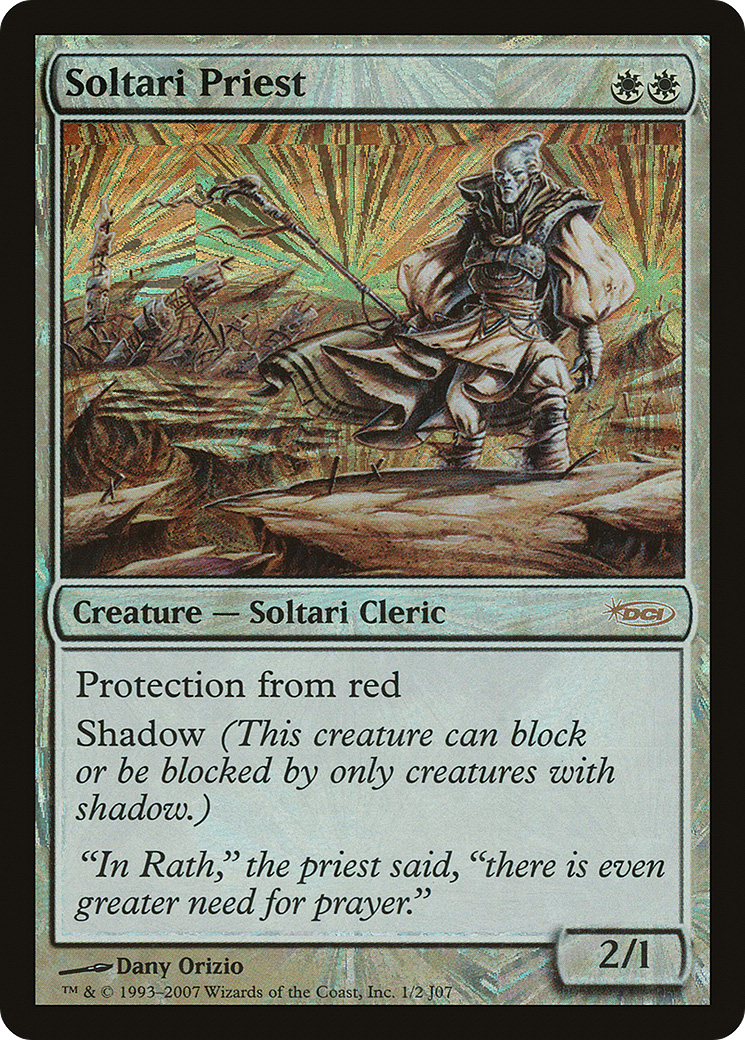 Soltari Priest
Creature — Soltari Cleric
DCI
Protection from red
Shadow (This creature can block
or be blocked by only creatures with
shadow.)
“In Rath,” the priest said, “there is even
greater need for prayer.”
2/1
Dany Orizio
™ & © 1993–2007 Wizards of the Coast, Inc. 1/2 J07